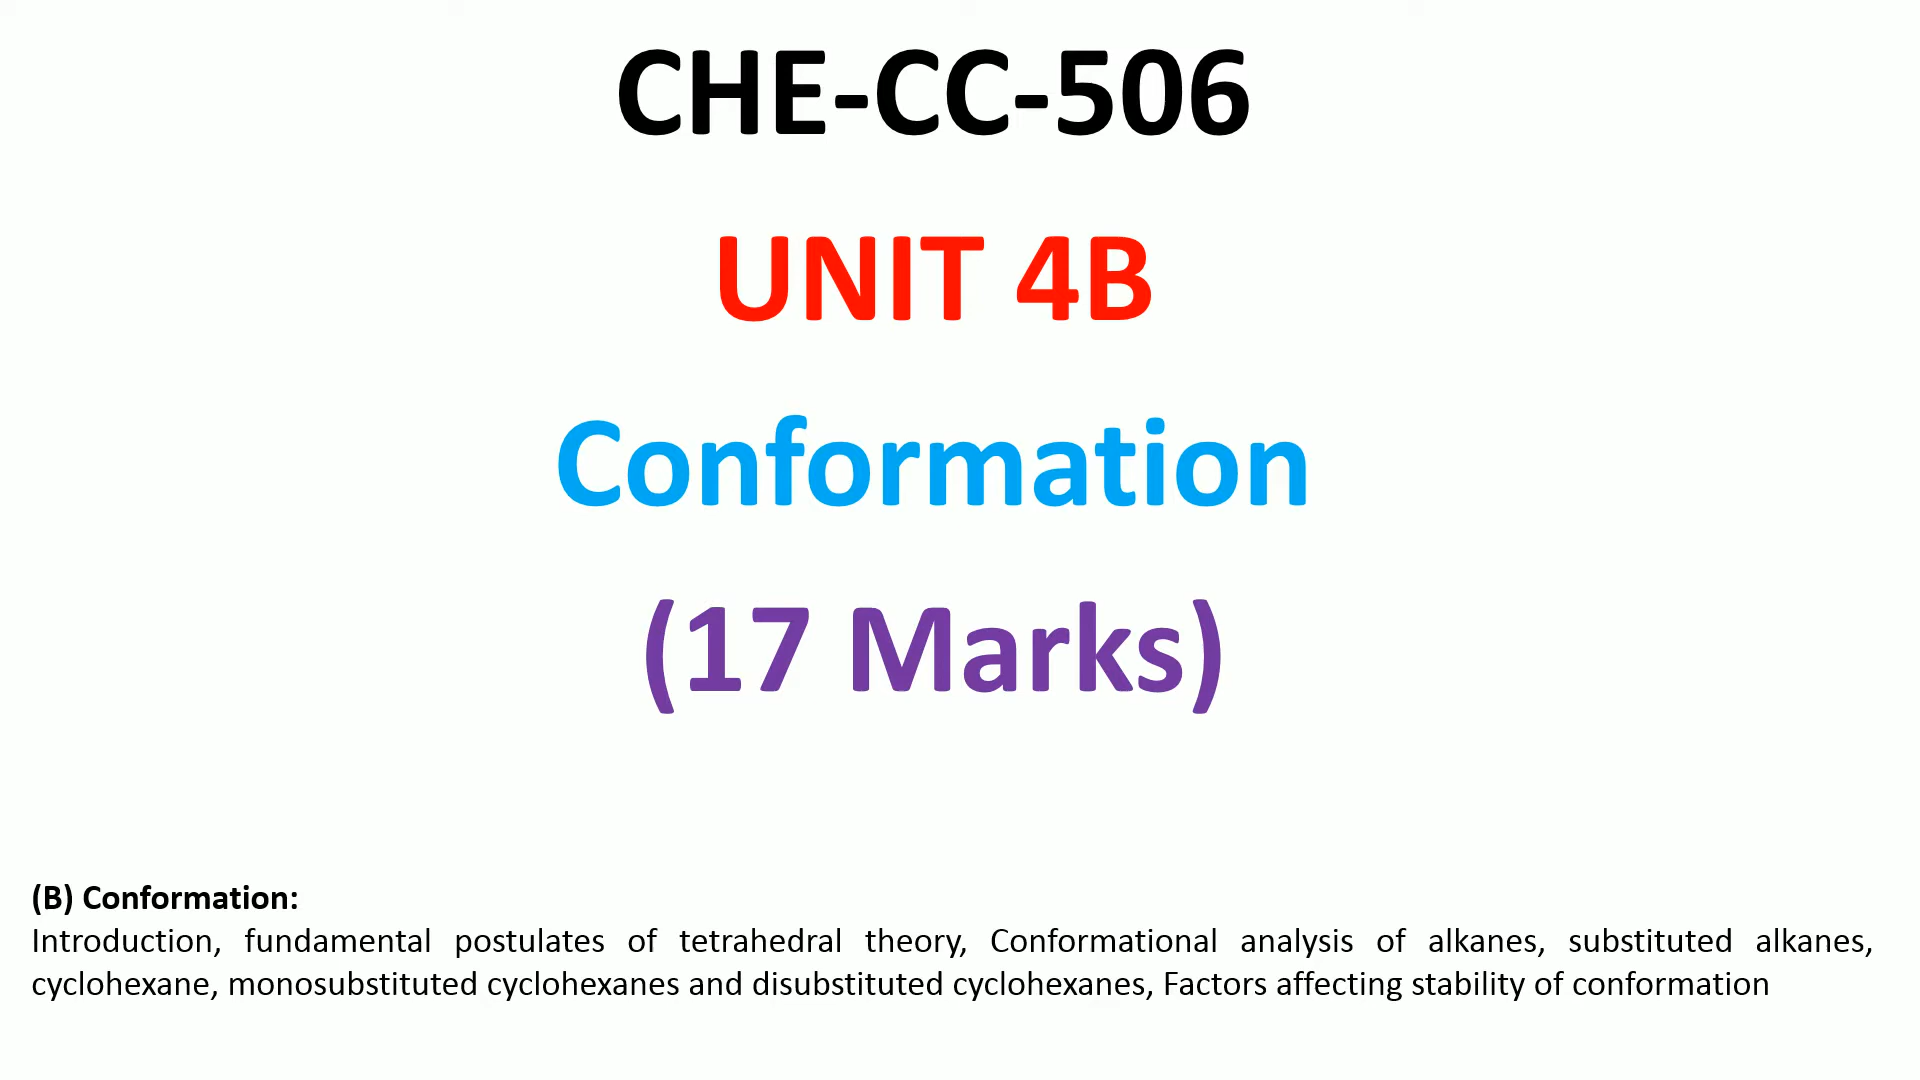 CHE-CC-506
UNIT 4B
Conformation
(17 Marks)
(B) Conformation:
Introduction, fundamental postulates of tetrahedral theory, Conformational analysis of alkanes, substituted alkanes,
cyclohexane, monosubstituted cyclohexanes and disubstituted cyclohexanes, Factors affecting stability of conformation